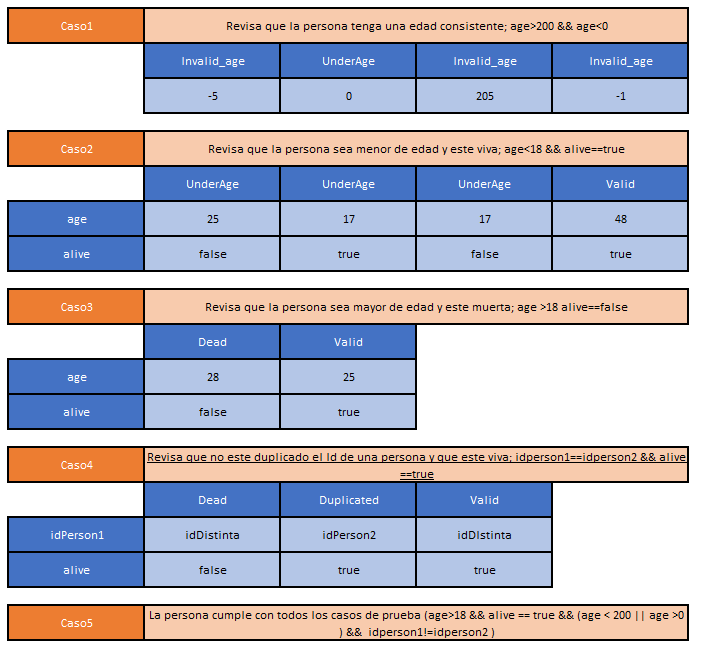 Caso1 Revisa que la persona tenga una edad consistente; age>200 && age<0
Invalid_age UnderAge Invalid_age Invalid_age
-5 0 205 -1
Caso2 Revisa que la persona sea menor de edad y este viva; age<18 && alive==true
UnderAge UnderAge UnderAge Valid
age 25 17 17 48
alive false true false true
Caso3 Revisa que la persona sea mayor de edad y este muerta; age >18 alive==false
Dead Valid
age 28 25
alive false true
Caso4 Revisa que no este duplicado el Id de una persona y que este viva; idperson1==idperson2 && alive
==true
Dead Duplicated Valid
idPerson1 idDistinta idPerson2 idDIstinta
alive false true true
Caso5 La persona cumple con todos los casos de prueba (age>18 && alive == true && (age < 200 || age >0
) && idperson1!=idperson2 )